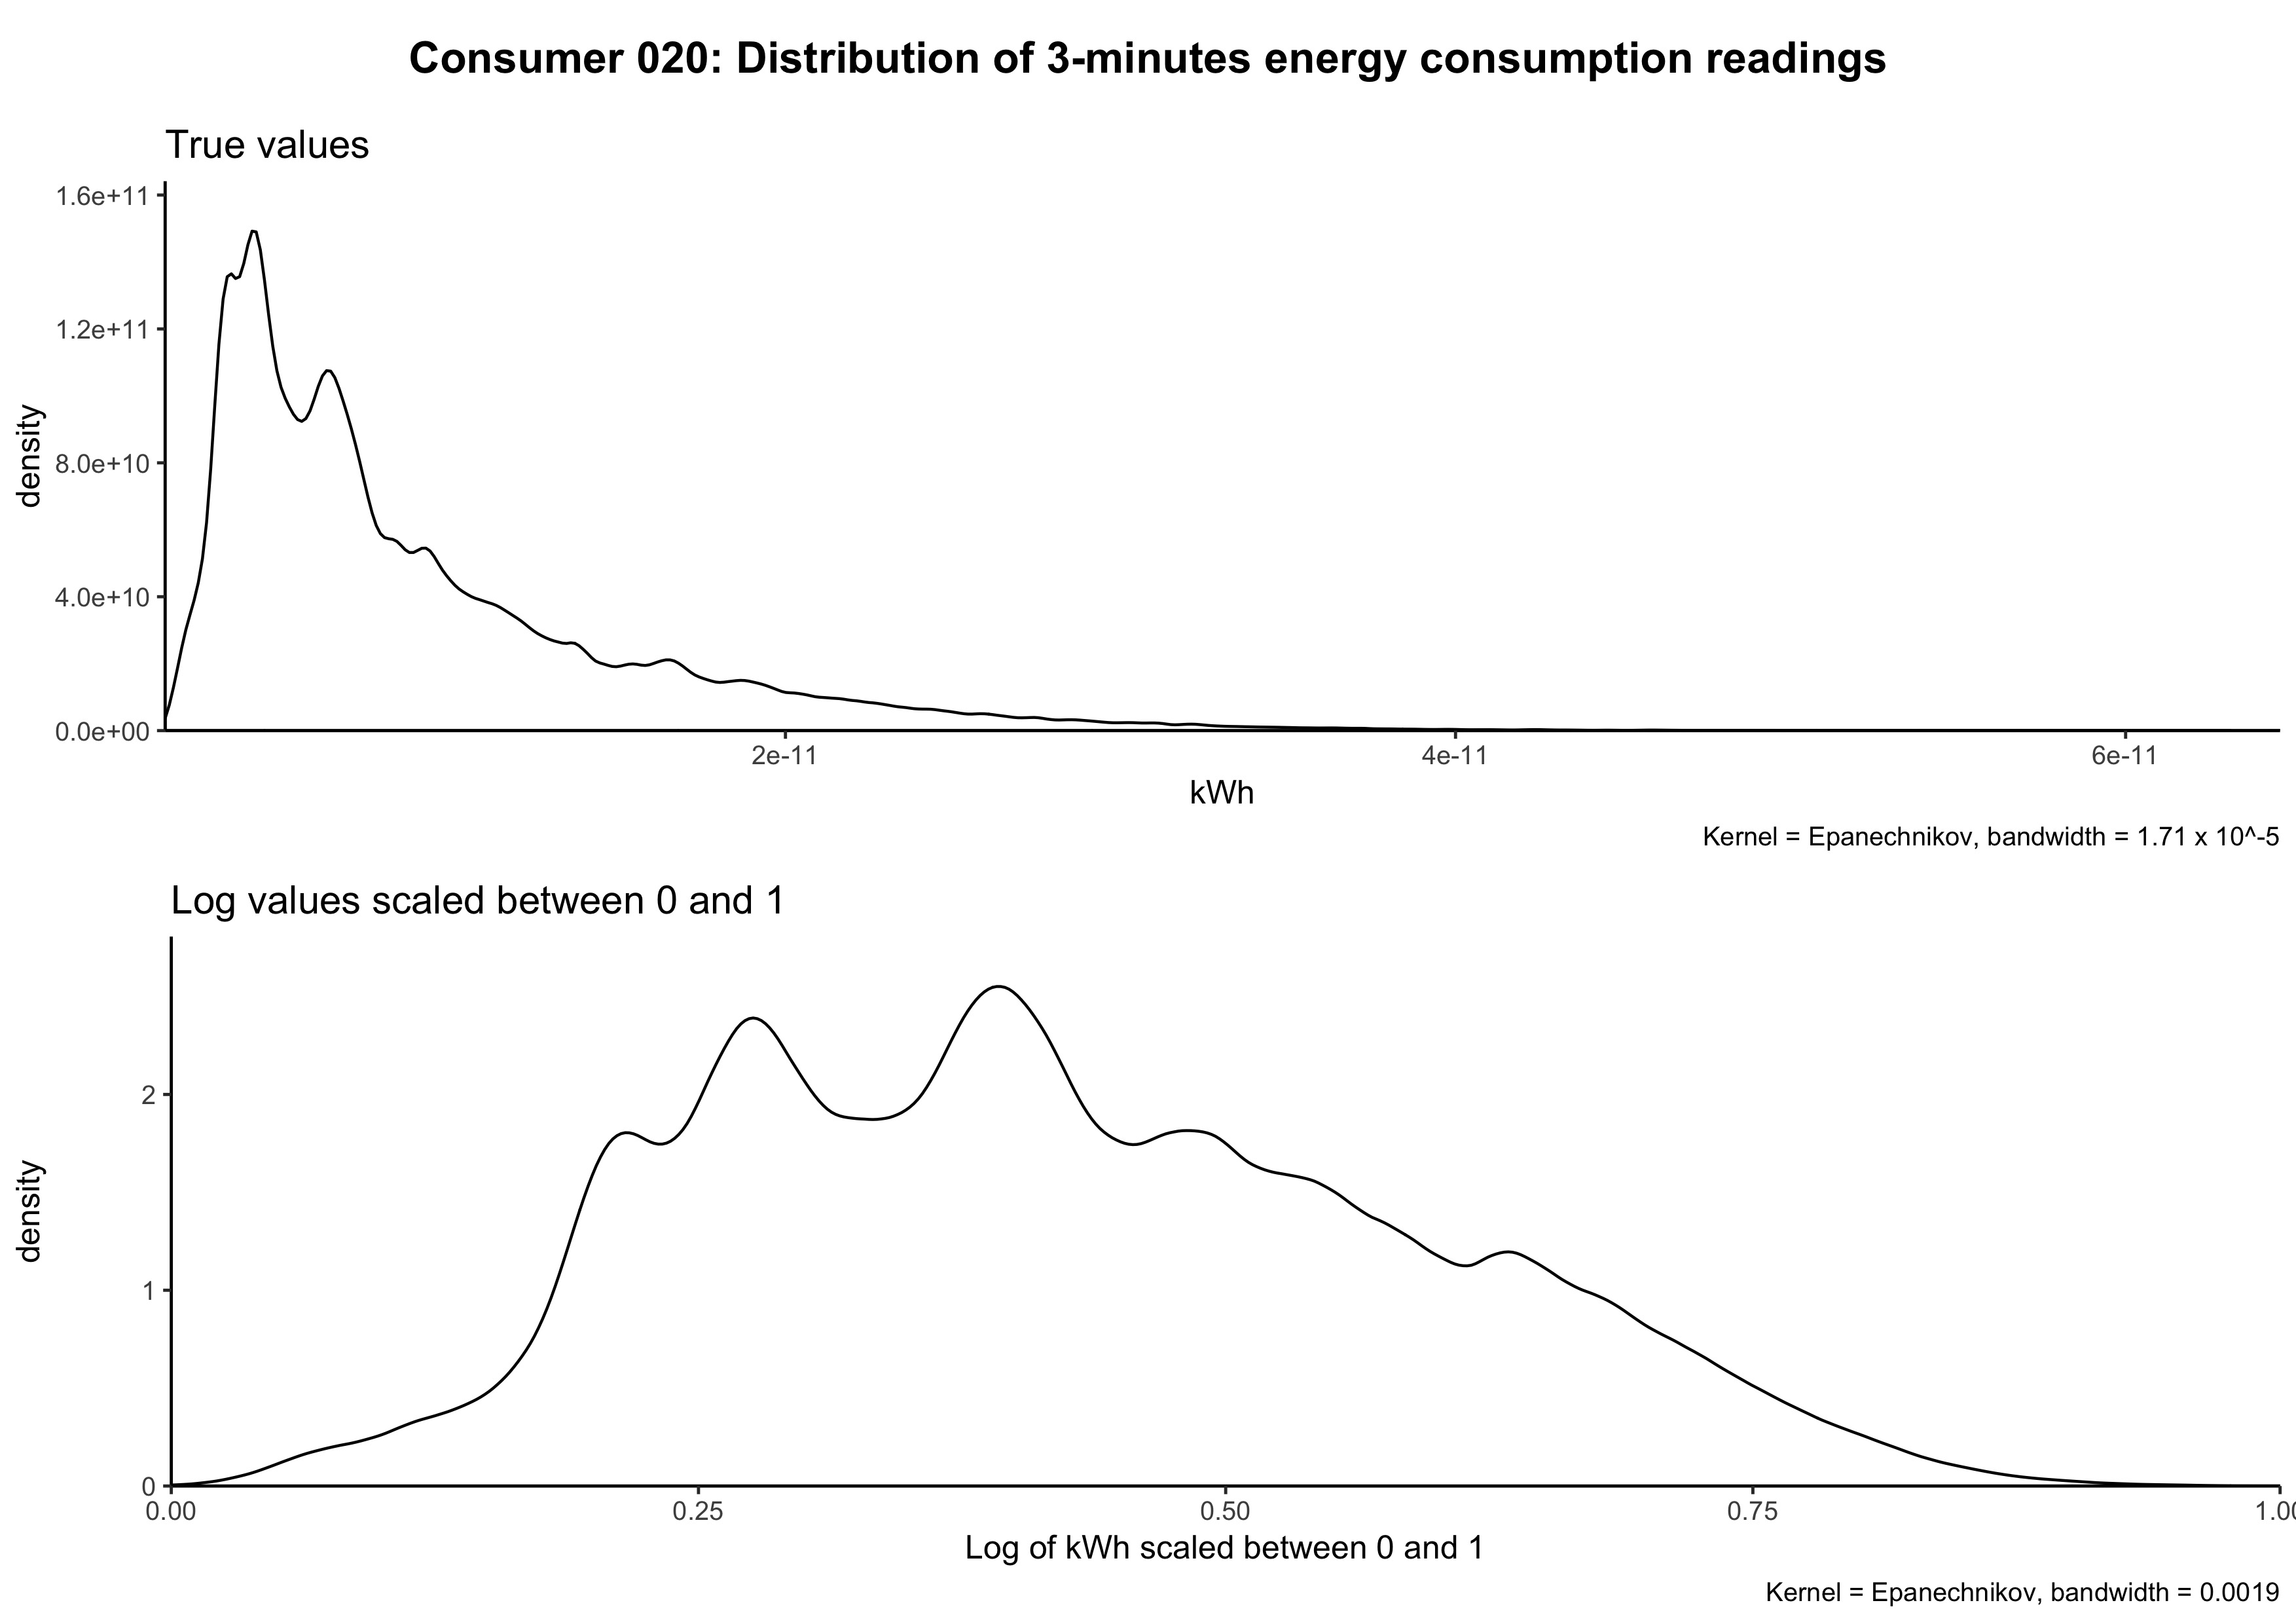 Consumer 020: Distribution of 3-minutes energy consumption readings
True values
1.6e+11
1.2e+11
8.0e+10
4.0e+10
0.0e+00
density
2e-11 4e-11 6e-11
kWh
Kernel = Epanechnikov, bandwidth = 1.71 x 10^-5
Log values scaled between 0 and 1
2
1
0
density
0.00 0.25 0.50 0.75 1.00
Log of kWh scaled between 0 and 1
Kernel = Epanechnikov, bandwidth = 0.0019